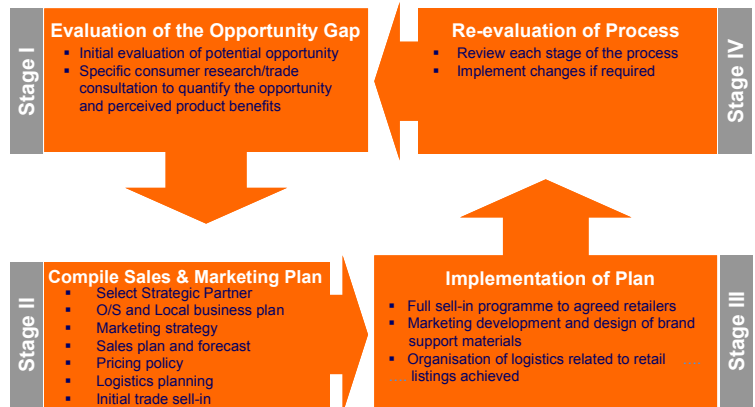 Stage I
Evaluation of the Opportunity Gap
▪ Initial evaluation of potential opportunity
▪ Specific consumer research/trade
consultation to quantify the opportunity
and perceived product benefits
Stage II
Compile Sales & Marketing Plan
▪ Select Strategic Partner
▪ O/S and Local business plan
▪ Marketing strategy
▪ Sales plan and forecast
▪ Pricing policy
▪ Logistics planning
▪ Initial trade sell-in
Implementation of Plan
▪ Full sell-in programme to agreed retailers
▪ Marketing development and design of brand
support materials
▪ Organisation of logistics related to retail ....
.... listings achieved
Stage III
Re-evaluation of Process
▪ Review each stage of the process
▪ Implement changes if required
Stage IV